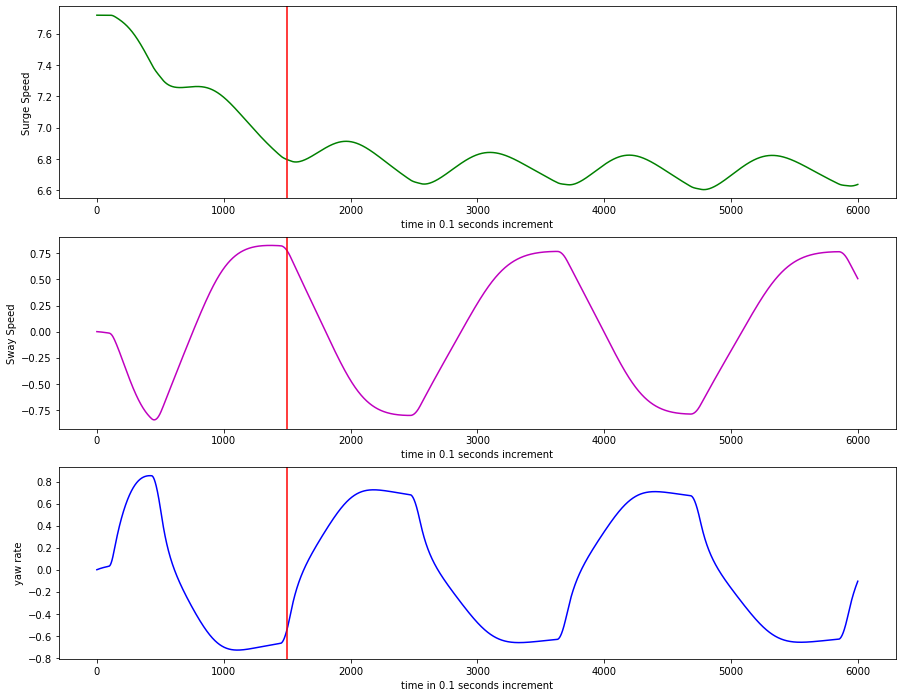 Surge Speed
7.6
7.4
7.2
7.0
6.8
6.6
0 1000 2000 3000 4000 5000 6000
time in 0.1 seconds increment
Sway Speed
0.75
0.50
0.25
0.00
−0.25
−0.50
−0.75
0 1000 2000 3000 4000 5000 6000
time in 0.1 seconds increment
yaw rate
0.8
0.6
0.4
0.2
0.0
−0.2
−0.4
−0.6
−0.8
0 1000 2000 3000 4000 5000 6000
time in 0.1 seconds increment